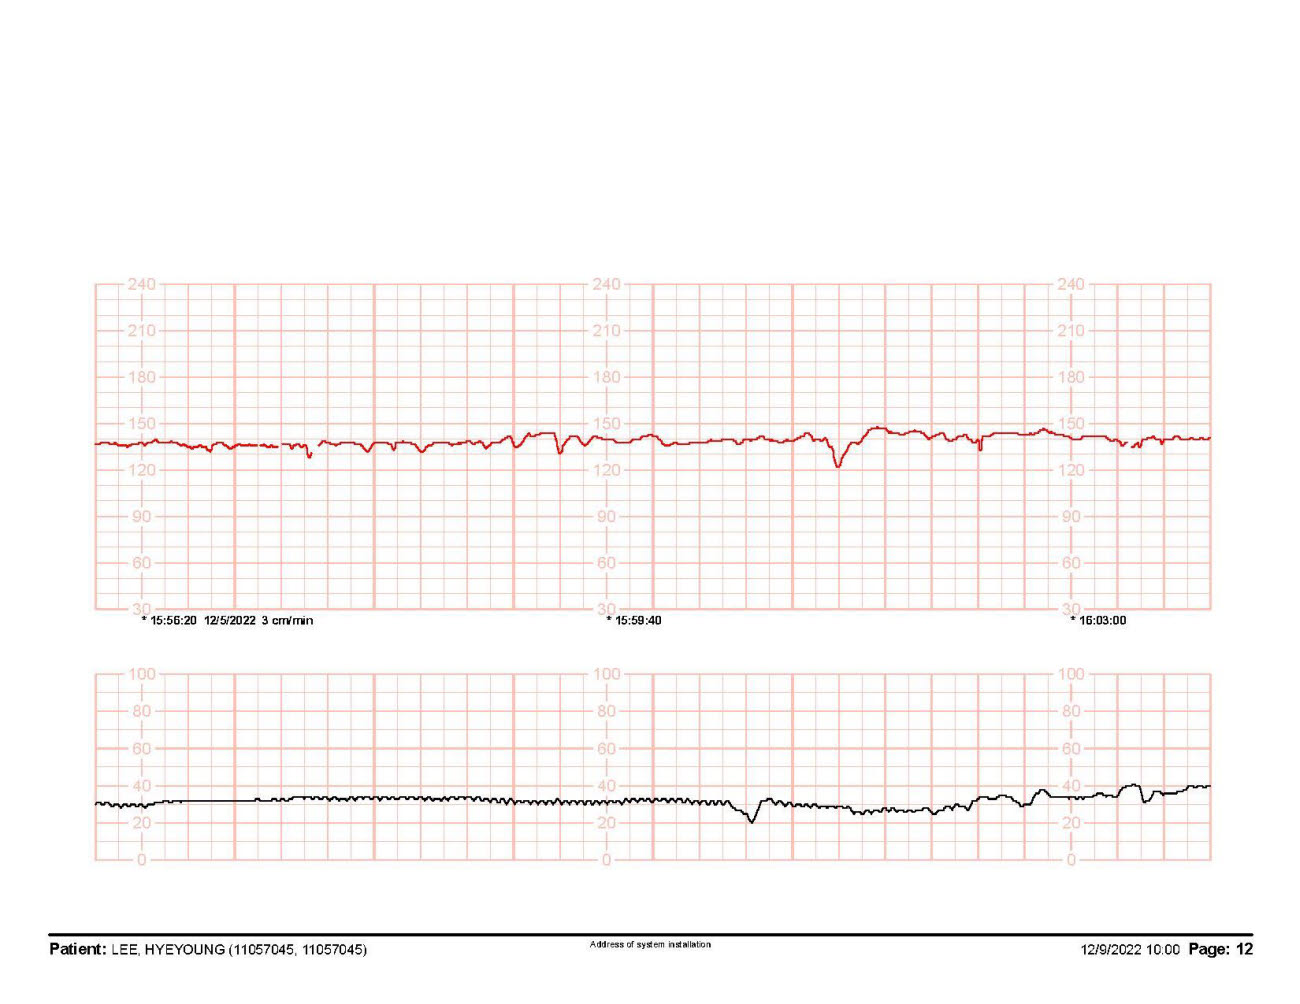 240 240 240
210 210 210
180 180 180
150 150 150
120 120 120
90 90 90
60 60 60
30 30 30
* 15:56:20 12/5/2022 3 cm/min * 15:59:40 * 16:03:00
100 100 100
80 80 80
60 60 60
40 40 40
20 20 20
0 0 0
Patient: LEE, HYEYOUNG (11057045, 11057045) Address of system installation 12/9/2022 10:00 Page: 12